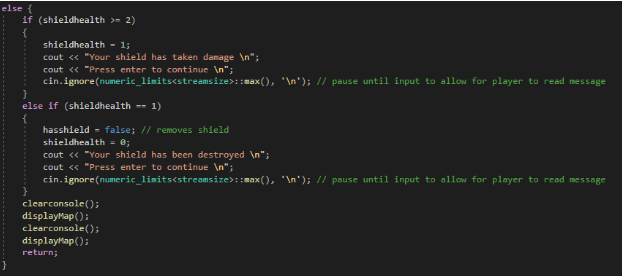 else {
if (shieldhealth >= 2)
{
shieldhealth = 1;
cout << "Your shield has taken damage \n";
cout << "Press enter to continue \n";
cin.ignore(numeric_limits<streamsize>::max(), '\n'); // pause until input to allow for player to read message
}
else if (shieldhealth == 1)
{
hasshield = false; // removes shield
shieldhealth = 0;
cout << "Your shield has been destroyed \n";
cout << "Press enter to continue \n";
cin.ignore(numeric_limits<streamsize>::max(), '\n'); // pause until input to allow for player to read message
}
clearconsole();
displayMap();
clearconsole();
displayMap();
return;
}